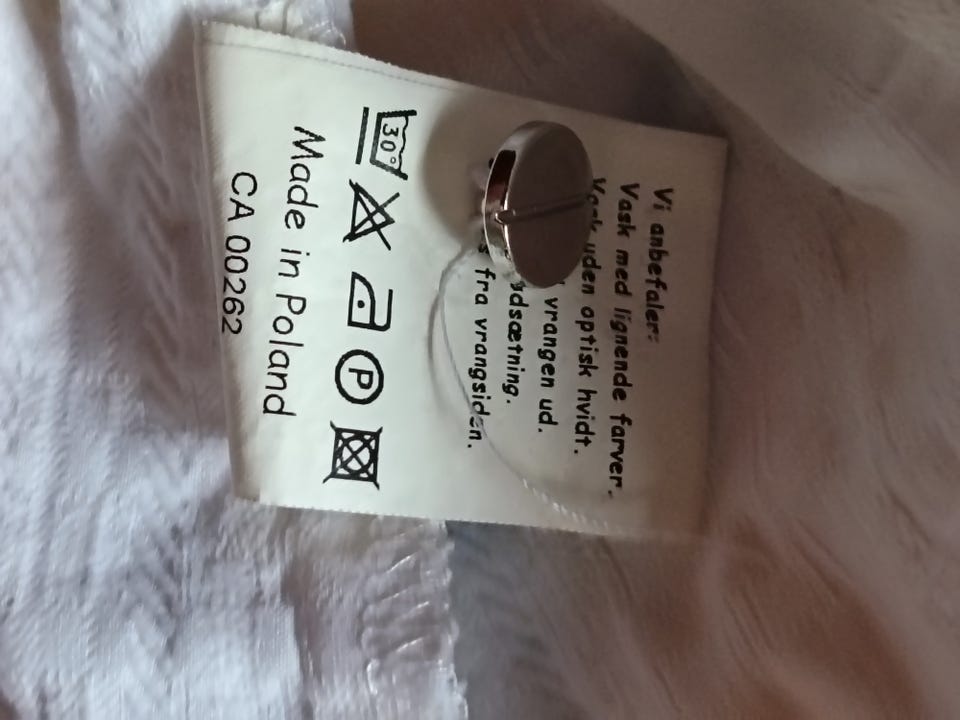 Vi anbefaler:
Vask med lignende farver.
uden optisk hvidt.
vrangen ud.
fra vrangsiden.
30°
P
Made in Poland
CA 00262